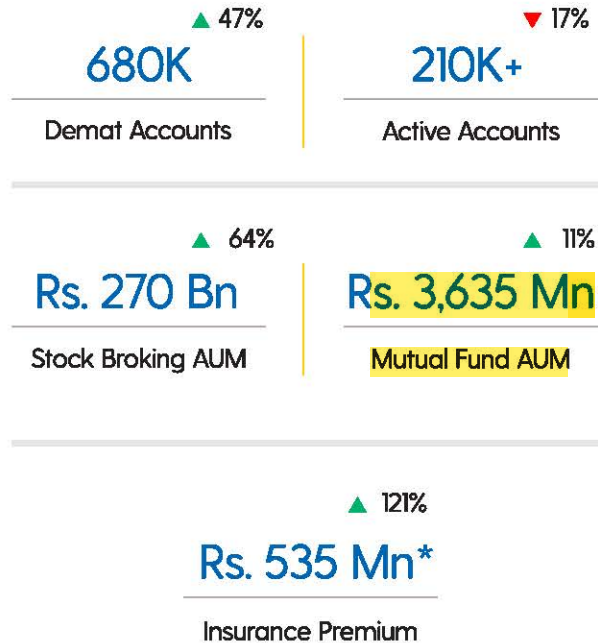 ▲ 47%
680K
Demat Accounts
▼ 17%
210K+
Active Accounts
▲ 64%
Rs. 270 Bn
Stock Broking AUM
▲ 11%
Rs. 3,635 Mn
Mutual Fund AUM
▲ 121%
Rs. 535 Mn*
Insurance Premium